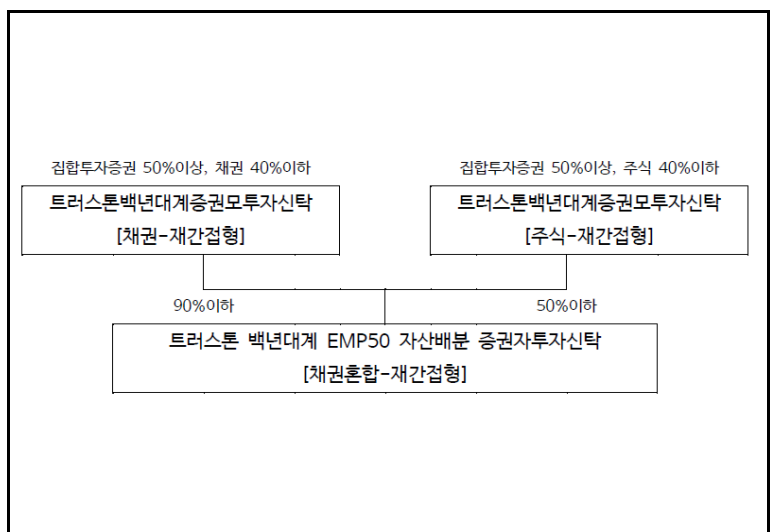 집합투자증권 50%이상, 채권 40%이하
트러스톤백년대계증권모투자신탁
[채권-재간접형]
집합투자증권 50%이상, 주식 40%이하
트러스톤백년대계증권모투자신탁
[주식-재간접형]
90%이하
50%이하
트러스톤 백년대계 EMP50 자산배분 증권자투자신탁
[채권혼합-재간접형]